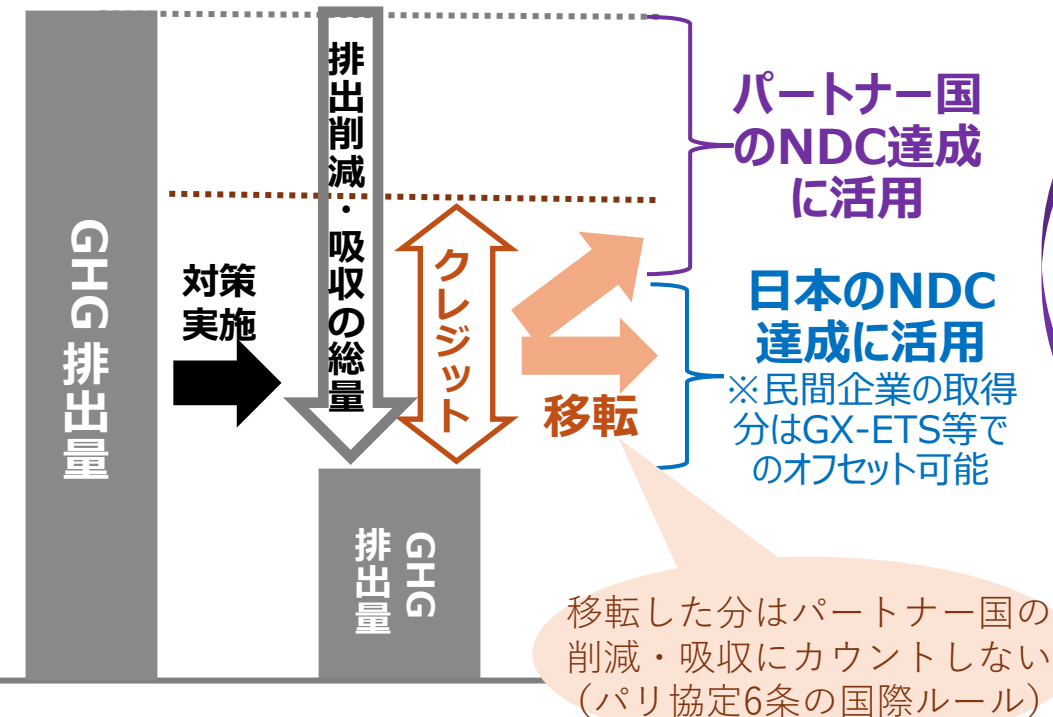 GHG排出量
対策
実施
排出削減・吸収の総量
クレジット
移転
GHG
排出量
パートナー国
のNDC達成
に活用
日本のNDC
達成に活用
※民間企業の取得
分はGX-ETS等で
のオフセット可能
移転した分はパートナー国の
削減・吸収にカウントしない
（パリ協定6条の国際ルール）